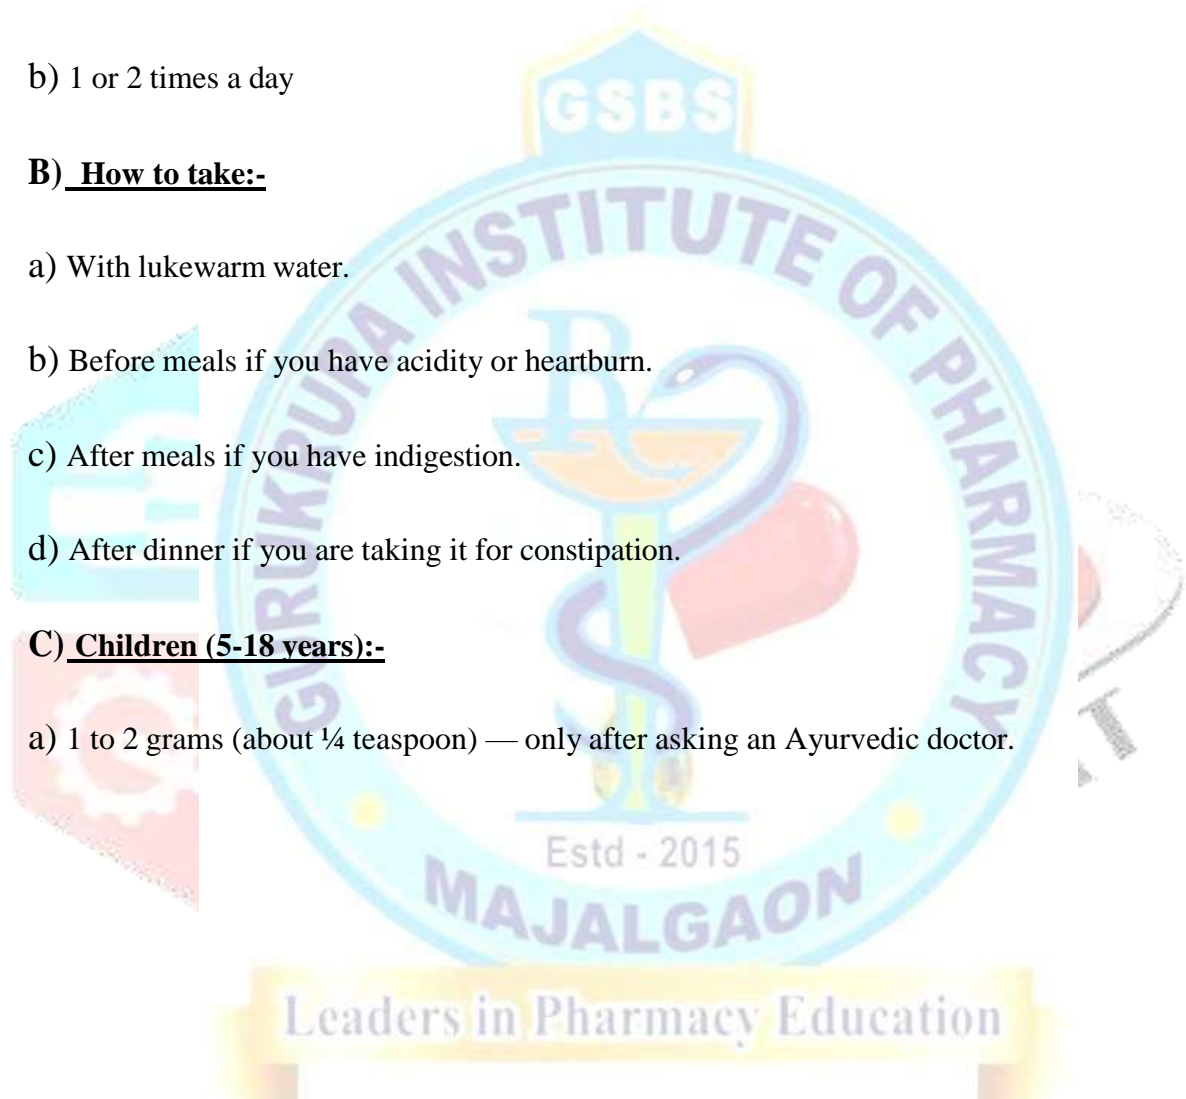 b) 1 or 2 times a day
B) How to take:-
a) With lukewarm water.
b) Before meals if you have acidity or heartburn.
c) After meals if you have indigestion.
d) After dinner if you are taking it for constipation.
C) Children (5-18 years):-
a) 1 to 2 grams (about ¼ teaspoon) — only after asking an Ayurvedic doctor.
GSBS
GURUKRUPA INSTITUTE OF PHARMACY
Rx
Estd - 2015
MAJALGAON
Leaders in Pharmacy Education